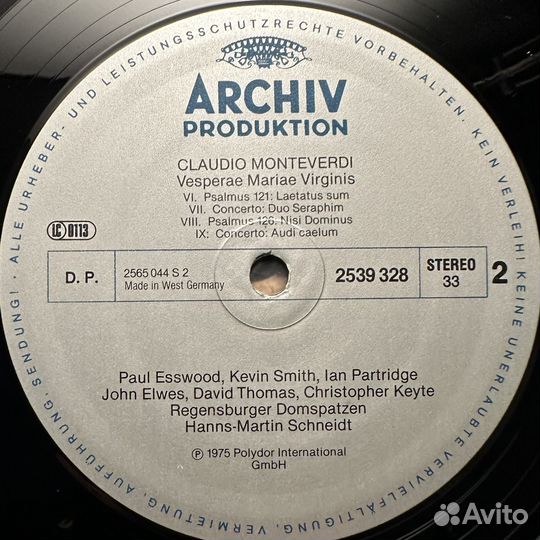 ALLE URHEBER- UND LEISTUNGSSCHUTZRECHTE VORBEHALTEN. KEIN VERLEIH! KEINE UNERLAUBTE VERVIELFÄLTIGUNG, VERMIETUNG, AUFFÜHRUNG, SENDUNG!
ARCHIV
PRODUKTION
CLAUDIO MONTEVERDI
Vesperae Mariae Virginis
VI. Psalmus 121: Laetatus sum
VII. Concerto: Duo Seraphim
VIII. Psalmus 126: Nisi Dominus
IX: Concerto: Audi caelum
LC 0113
D. P.
2565 044 S 2
Made in West Germany
2539 328
STEREO
33
2
Paul Esswood, Kevin Smith, Ian Partridge
John Elwes, David Thomas, Christopher Keyte
Regensburger Domspatzen
Hanns-Martin Schneidt
℗ 1975 Polydor International
GmbH
Avito